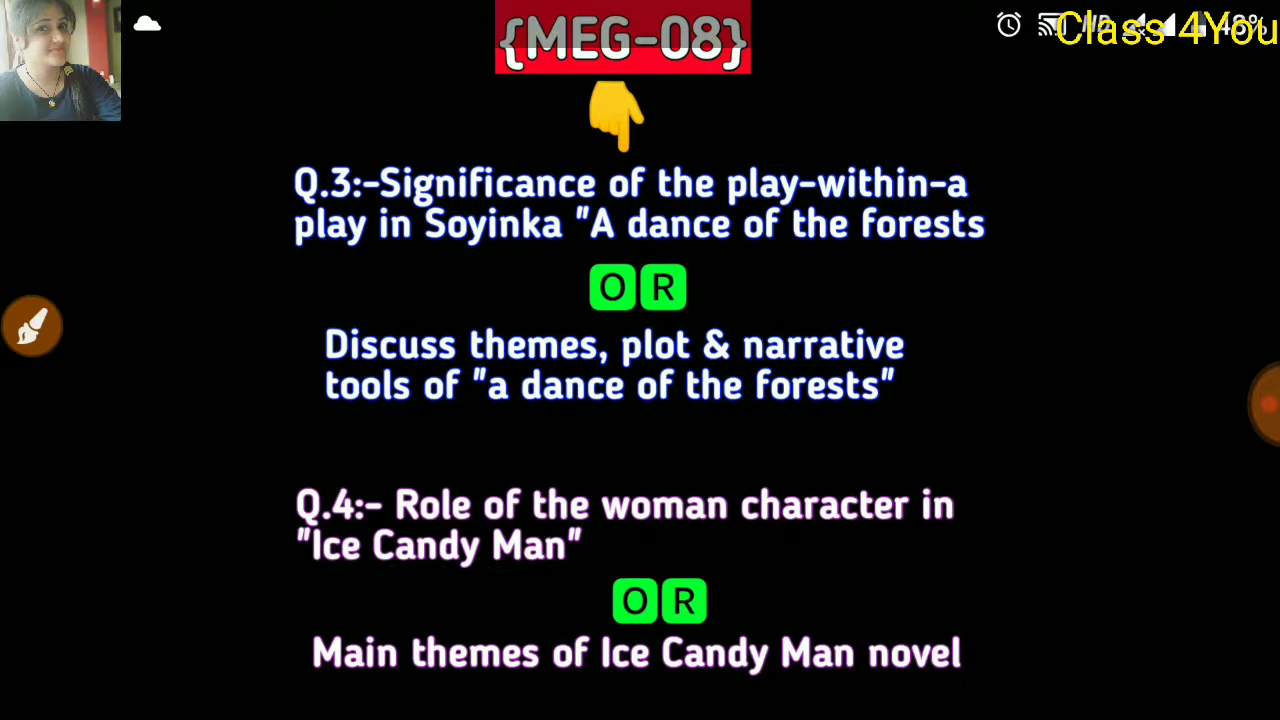 {MEG-08}
Class 4You
48%
Q.3:-Significance of the play-within-a
play in Soyinka "A dance of the forests
OR
Discuss themes, plot & narrative
tools of "a dance of the forests"
Q.4:- Role of the woman character in
"Ice Candy Man"
OR
Main themes of Ice Candy Man novel